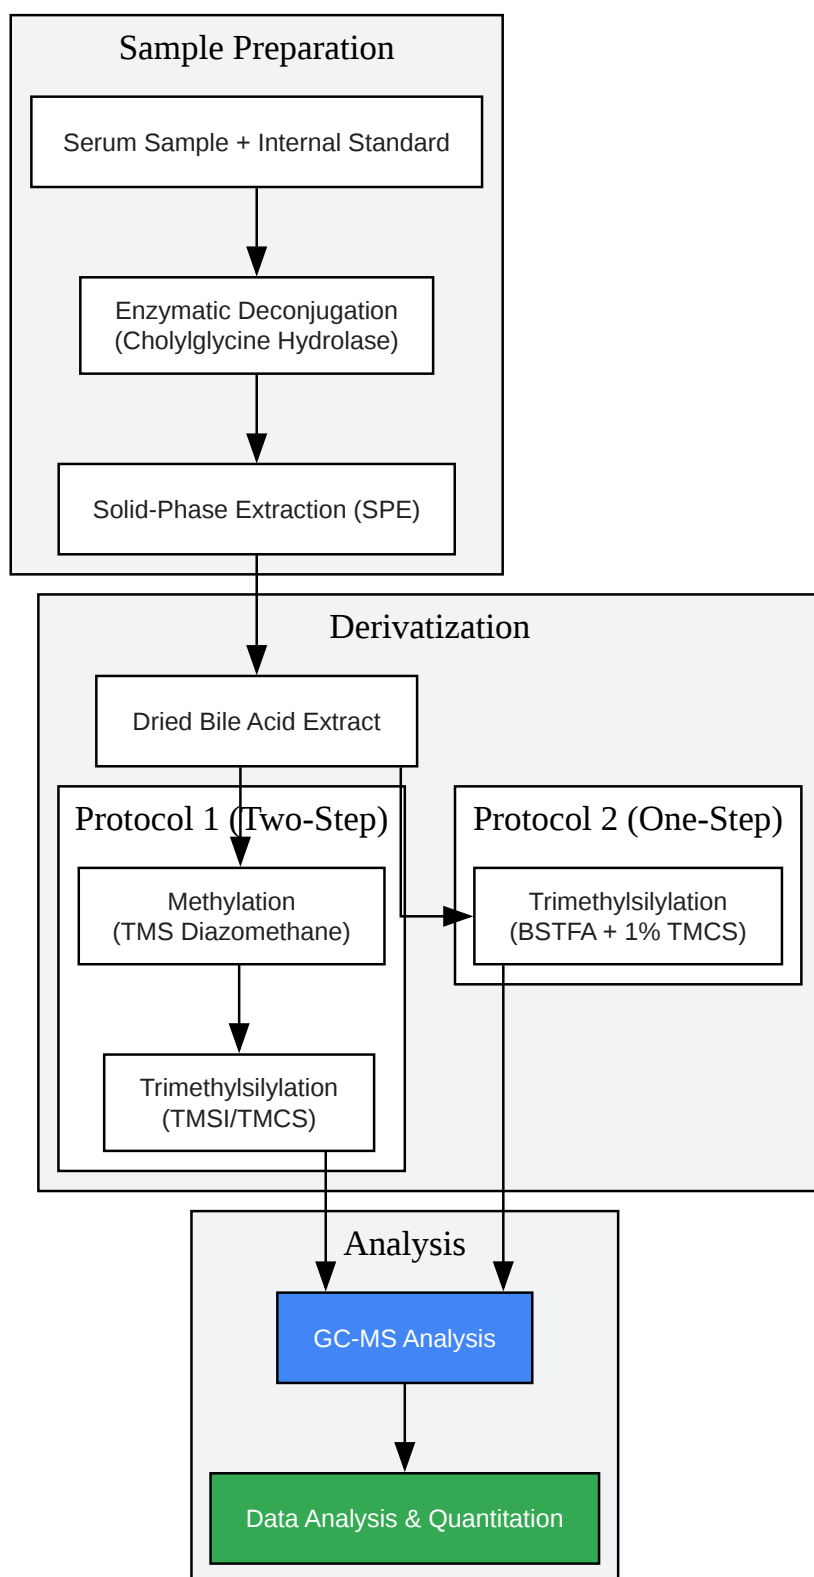 Sample Preparation
Serum Sample + Internal Standard
Enzymatic Deconjugation
(Cholylglycine Hydrolase)
Solid-Phase Extraction (SPE)
Derivatization
Dried Bile Acid Extract
Protocol 1 (Two-Step)
Methylation
(TMS Diazomethane)
Trimethylsilylation
(TMSI/TMCS)
Protocol 2 (One-Step)
Trimethylsilylation
(BSTFA + 1% TMCS)
Analysis
GC-MS Analysis
Data Analysis & Quantitation